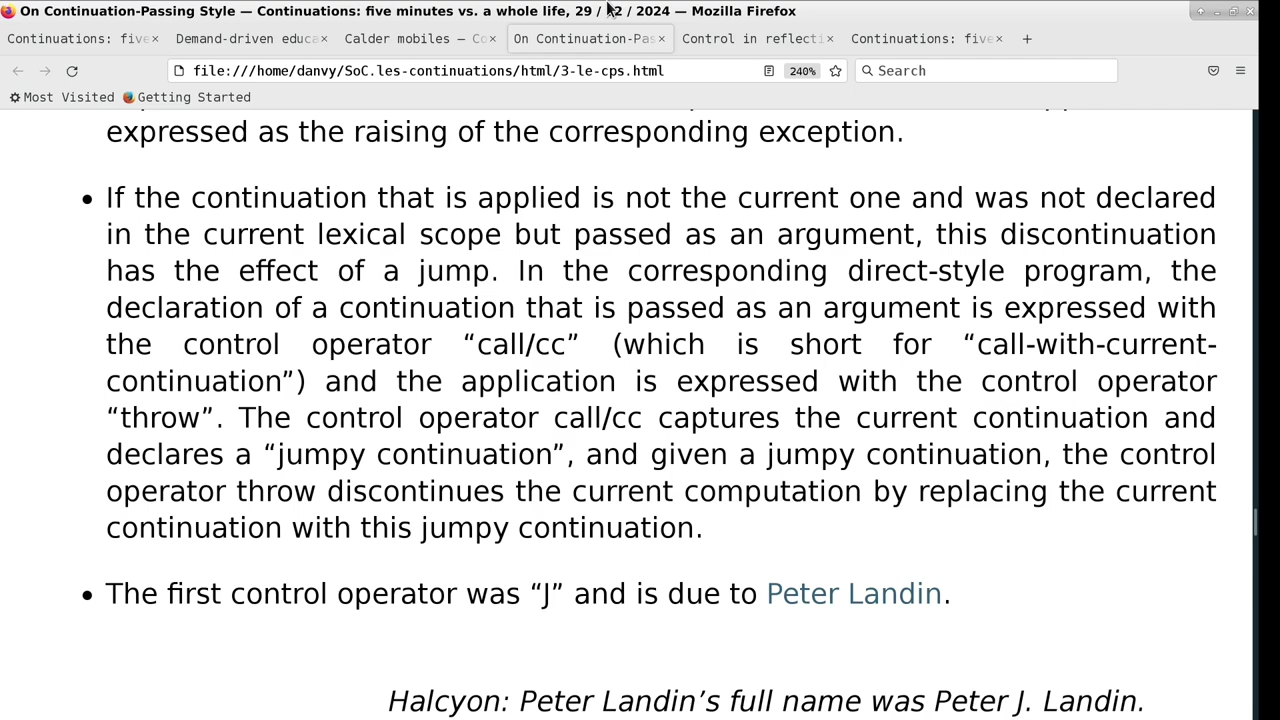 On Continuation-Passing Style — Continuations: five minutes vs. a whole life, 29 / 2 / 2024 — Mozilla Firefox
Continuations: five Demand-driven educa Calder mobiles — Co On Continuation-Pas Control in reflecti Continuations: five
file:///home/danvy/SoC.les-continuations/html/3-le-cps.html 240% Search
Most Visited Getting Started
expressed as the raising of the corresponding exception.
• If the continuation that is applied is not the current one and was not declared
in the current lexical scope but passed as an argument, this discontinuation
has the effect of a jump. In the corresponding direct-style program, the
declaration of a continuation that is passed as an argument is expressed with
the control operator “call/cc” (which is short for “call-with-current-
continuation”) and the application is expressed with the control operator
“throw”. The control operator call/cc captures the current continuation and
declares a “jumpy continuation”, and given a jumpy continuation, the control
operator throw discontinues the current computation by replacing the current
continuation with this jumpy continuation.
• The first control operator was “J” and is due to Peter Landin.
Halcyon: Peter Landin’s full name was Peter J. Landin.